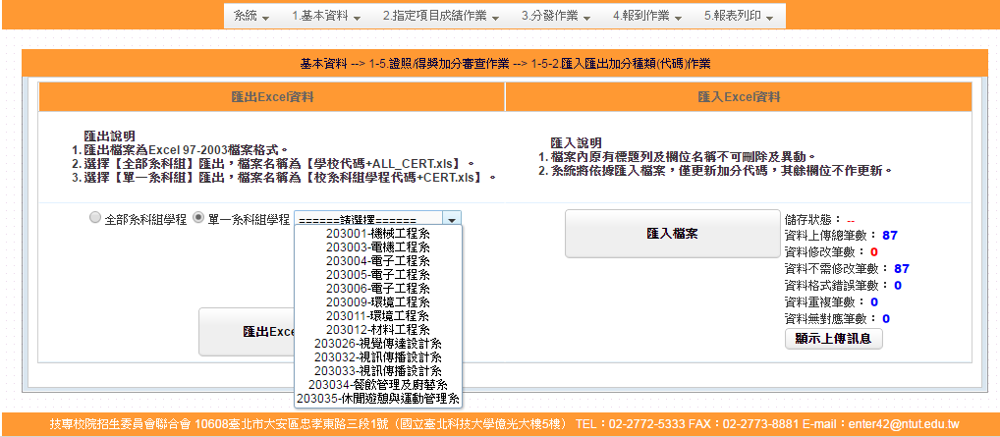 系統 1.基本資料 2.指定項目成績作業 3.分發作業 4.報到作業 5.報表列印
基本資料 --> 1-5.證照/得獎加分審查作業 --> 1-5-2.匯入匯出加分種類(代碼)作業
匯出Excel資料
匯出說明
1. 匯出檔案為Excel 97-2003檔案格式。
2. 選擇【全部系科組】匯出，檔案名稱為【學校代碼+ALL_CERT.xls】。
3. 選擇【單一系科組】匯出，檔案名稱為【校系科組學程代碼+CERT.xls】。
全部系科組學程 單一系科組學程 ======請選擇======
203001-機械工程系
203003-電機工程系
203004-電子工程系
203005-電子工程系
203006-電子工程系
203009-環境工程系
203011-環境工程系
203012-材料工程系
203026-視覺傳達設計系
203032-視訊傳播設計系
203033-視訊傳播設計系
203034-餐飲管理及廚藝系
203035-休閒遊憩與運動管理系
匯出Exce
匯入Excel資料
匯入說明
1. 檔案內原有標題列及欄位名稱不可刪除及異動。
2. 系統將依據匯入檔案，僅更新加分代碼，其餘欄位不作更新。
匯入檔案
儲存狀態： --
資料上傳總筆數： 87
資料修改筆數： 0
資料不需修改筆數： 87
資料格式錯誤筆數： 0
資料重複筆數： 0
資料無對應筆數： 0
顯示上傳訊息
技專校院招生委員會聯合會 10608臺北市大安區忠孝東路三段1號（國立臺北科技大學億光大樓5樓） TEL：02-2772-5333 FAX：02-2773-8881 E-mail：enter42@ntut.edu.tw